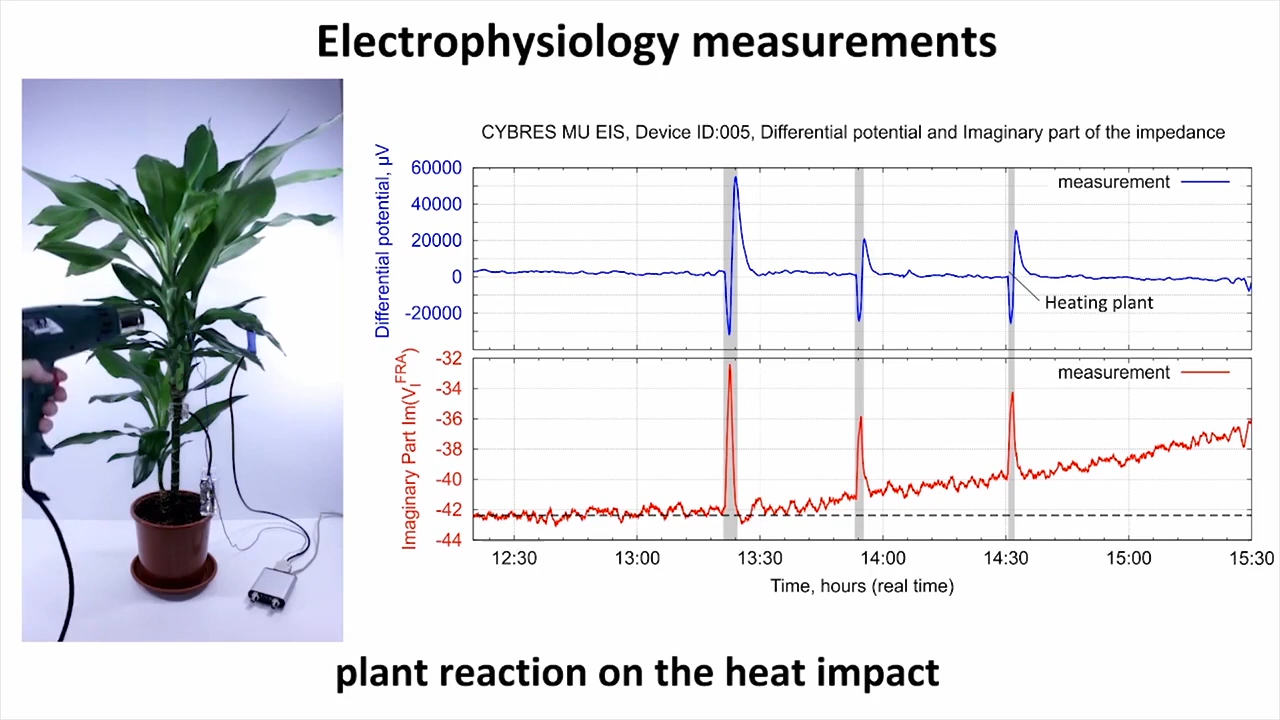 Electrophysiology measurements
CYBRES MU EIS, Device ID:005, Differential potential and Imaginary part of the impedance
Differential potential, µV
60000
40000
20000
0
-20000
measurement
Heating plant
Imaginary Part Im(V_I^FRA)
-32
-34
-36
-38
-40
-42
-44
measurement
12:30 13:00 13:30 14:00 14:30 15:00 15:30
Time, hours (real time)
plant reaction on the heat impact